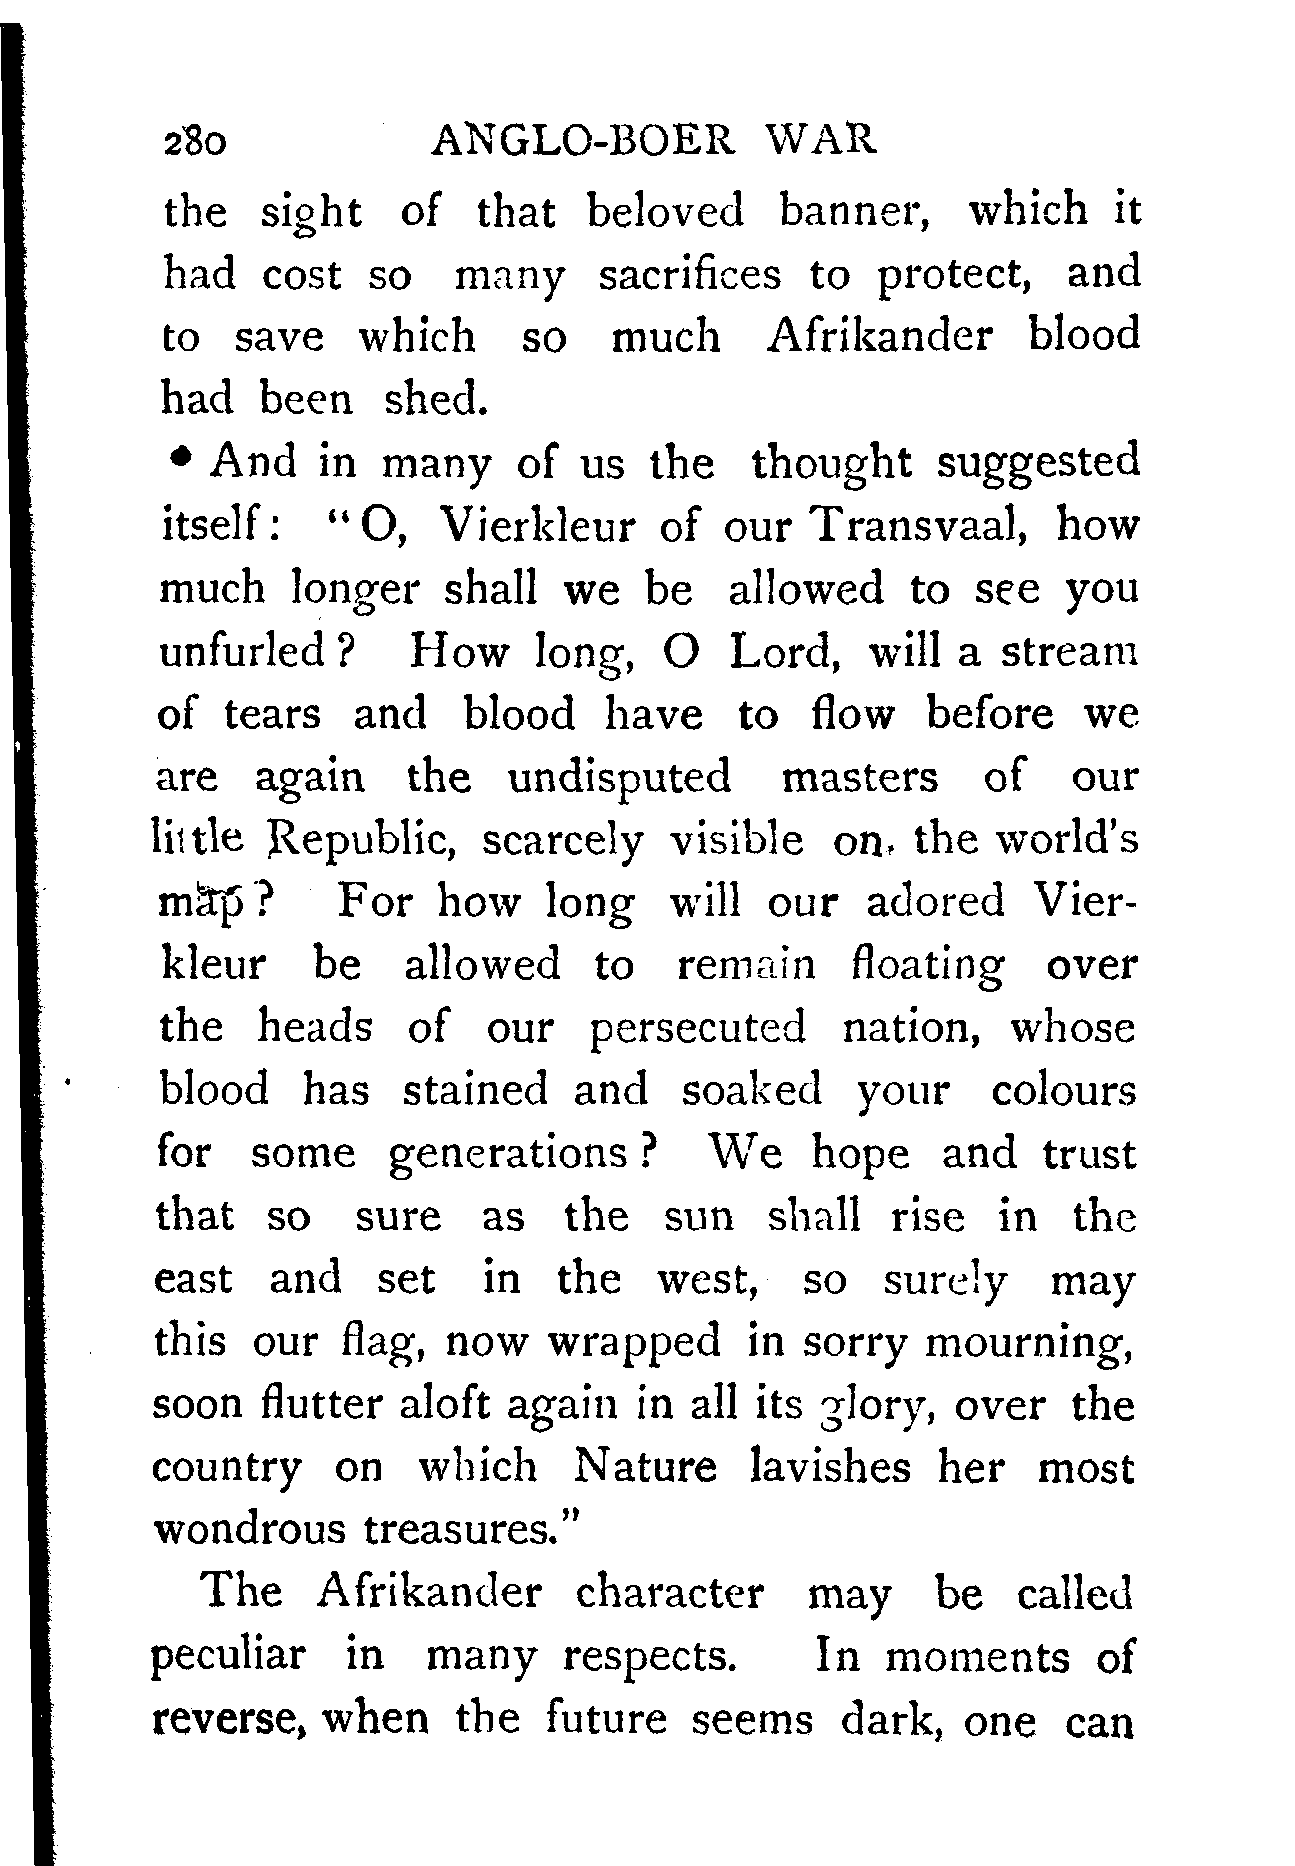 280 ANGLO-BOER WAR
the sight of that beloved banner, which it
had cost so many sacrifices to protect, and
to save which so much Afrikander blood
had been shed.
And in many of us the thought suggested
itself: "O, Vierkleur of our Transvaal, how
much longer shall we be allowed to see you
unfurled? How long, O Lord, will a stream
of tears and blood have to flow before we
are again the undisputed masters of our
little Republic, scarcely visible on, the world's
map? For how long will our adored Vier-
kleur be allowed to remain floating over
the heads of our persecuted nation, whose
blood has stained and soaked your colours
for some generations? We hope and trust
that so sure as the sun shall rise in the
east and set in the west, so surely may
this our flag, now wrapped in sorry mourning,
soon flutter aloft again in all its glory, over the
country on which Nature lavishes her most
wondrous treasures."
The Afrikander character may be called
peculiar in many respects. In moments of
reverse, when the future seems dark, one can